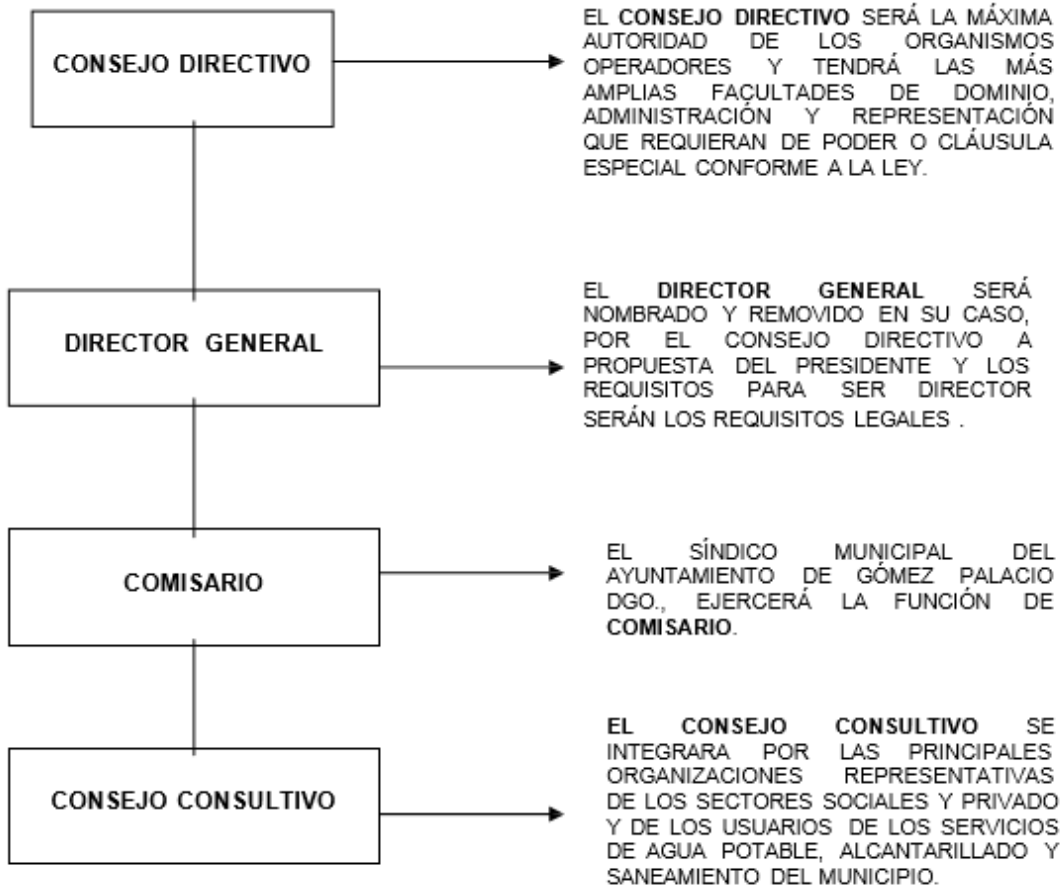 CONSEJO DIRECTIVO
EL CONSEJO DIRECTIVO SERÁ LA MÁXIMA
AUTORIDAD DE LOS ORGANISMOS
OPERADORES Y TENDRÁ LAS MÁS
AMPLIAS FACULTADES DE DOMINIO,
ADMINISTRACIÓN Y REPRESENTACIÓN
QUE REQUIERAN DE PODER O CLÁUSULA
ESPECIAL CONFORME A LA LEY.
DIRECTOR GENERAL
EL DIRECTOR GENERAL SERÁ
NOMBRADO Y REMOVIDO EN SU CASO,
POR EL CONSEJO DIRECTIVO A
PROPUESTA DEL PRESIDENTE Y LOS
REQUISITOS PARA SER DIRECTOR
SERÁN LOS REQUISITOS LEGALES .
COMISARIO
EL SÍNDICO MUNICIPAL DEL
AYUNTAMIENTO DE GÓMEZ PALACIO
DGO., EJERCERÁ LA FUNCIÓN DE
COMISARIO.
CONSEJO CONSULTIVO
EL CONSEJO CONSULTIVO SE
INTEGRARA POR LAS PRINCIPALES
ORGANIZACIONES REPRESENTATIVAS
DE LOS SECTORES SOCIALES Y PRIVADO
Y DE LOS USUARIOS DE LOS SERVICIOS
DE AGUA POTABLE, ALCANTARILLADO Y
SANEAMIENTO DEL MUNICIPIO.